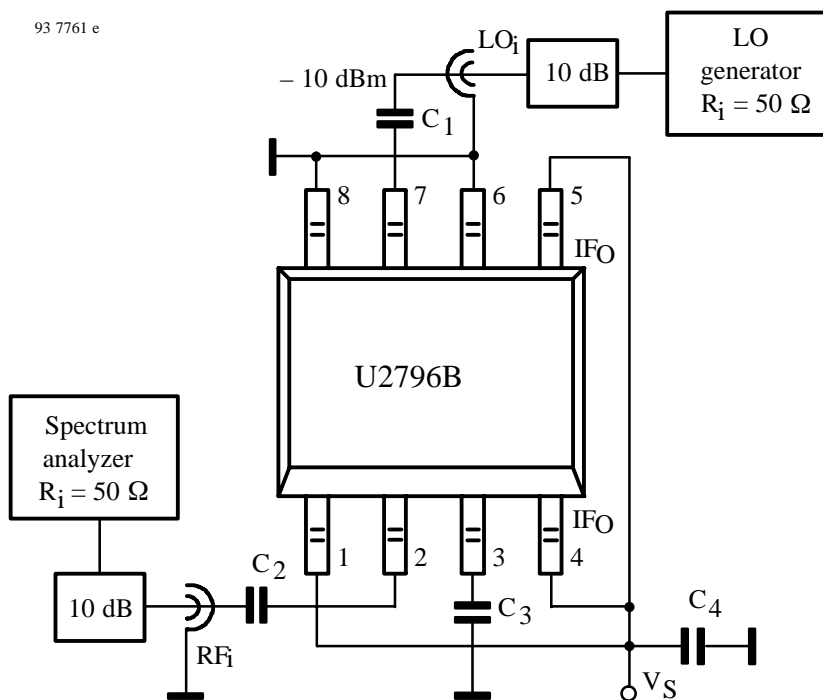 93 7761 e
LOi
10 dB
LO
generator
Ri = 50 Ω
– 10 dBm
C1
8
7
6
5
IFO
U2796B
Spectrum
analyzer
Ri = 50 Ω
IFO
1
2
3
4
C2
10 dB
RFi
C3
C4
VS